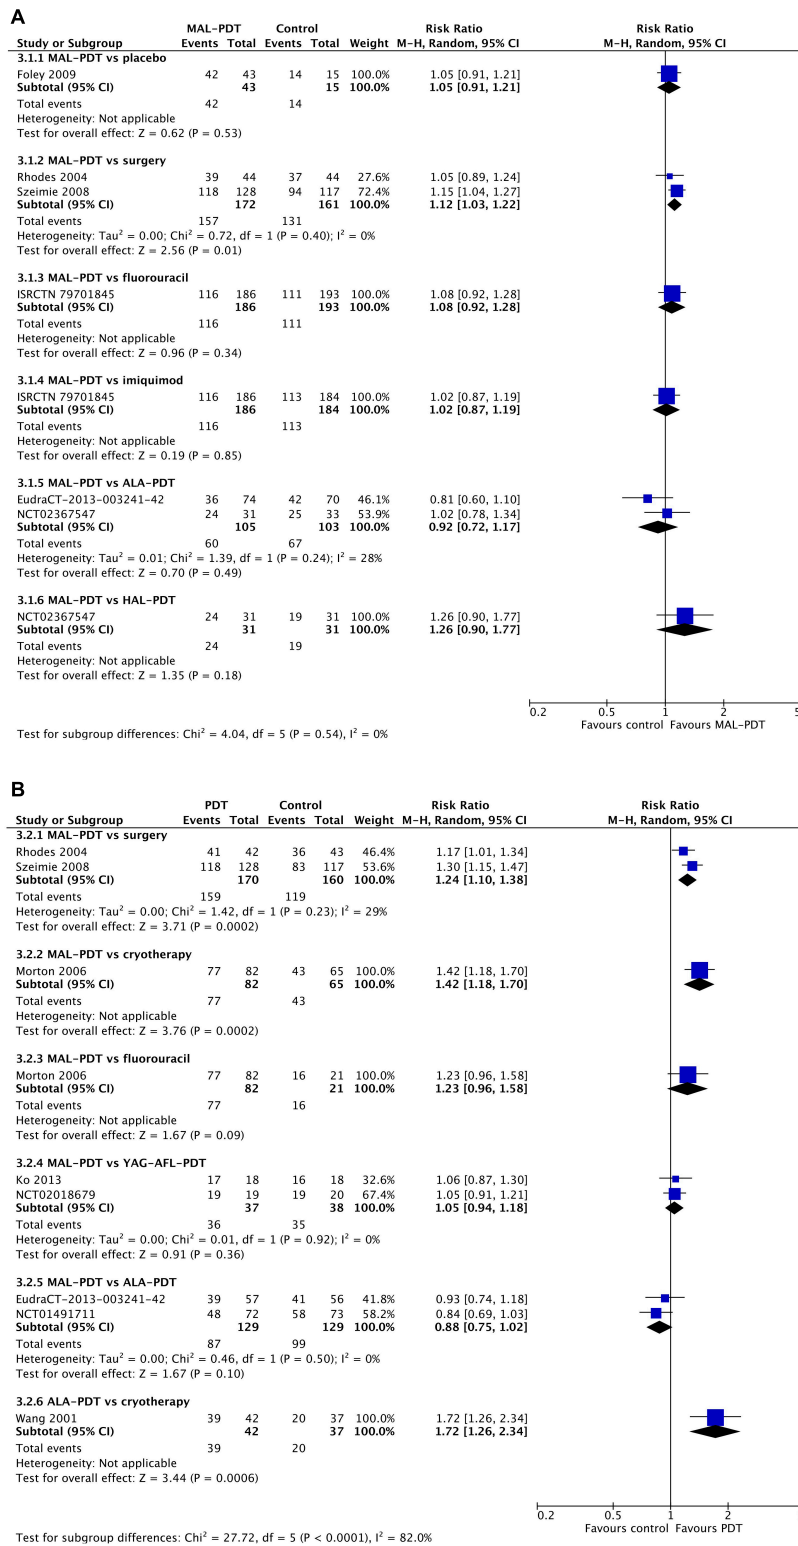 A
MAL-PDT Control Risk Ratio Risk Ratio
Study or Subgroup Events Total Events Total Weight M-H, Random, 95% CI M-H, Random, 95% CI
3.1.1 MAL-PDT vs placebo
Foley 2009 42 43 14 15 100.0% 1.05 [0.91, 1.21]
Subtotal (95% CI) 43 15 100.0% 1.05 [0.91, 1.21]
Total events 42 14
Heterogeneity: Not applicable
Test for overall effect: Z = 0.62 (P = 0.53)
3.1.2 MAL-PDT vs surgery
Rhodes 2004 39 44 37 44 27.6% 1.05 [0.89, 1.24]
Szeimie 2008 118 128 94 117 72.4% 1.15 [1.04, 1.27]
Subtotal (95% CI) 172 161 100.0% 1.12 [1.03, 1.22]
Total events 157 131
Heterogeneity: Tau² = 0.00; Chi² = 0.72, df = 1 (P = 0.40); I² = 0%
Test for overall effect: Z = 2.56 (P = 0.01)
3.1.3 MAL-PDT vs fluorouracil
ISRCTN 79701845 116 186 111 193 100.0% 1.08 [0.92, 1.28]
Subtotal (95% CI) 186 193 100.0% 1.08 [0.92, 1.28]
Total events 116 111
Heterogeneity: Not applicable
Test for overall effect: Z = 0.96 (P = 0.34)
3.1.4 MAL-PDT vs imiquimod
ISRCTN 79701845 116 186 113 184 100.0% 1.02 [0.87, 1.19]
Subtotal (95% CI) 186 184 100.0% 1.02 [0.87, 1.19]
Total events 116 113
Heterogeneity: Not applicable
Test for overall effect: Z = 0.19 (P = 0.85)
3.1.5 MAL-PDT vs ALA-PDT
EudraCT-2013-003241-42 36 74 42 70 46.1% 0.81 [0.60, 1.10]
NCT02367547 24 31 25 33 53.9% 1.02 [0.78, 1.34]
Subtotal (95% CI) 105 103 100.0% 0.92 [0.72, 1.17]
Total events 60 67
Heterogeneity: Tau² = 0.01; Chi² = 1.39, df = 1 (P = 0.24); I² = 28%
Test for overall effect: Z = 0.70 (P = 0.49)
3.1.6 MAL-PDT vs HAL-PDT
NCT02367547 24 31 19 31 100.0% 1.26 [0.90, 1.77]
Subtotal (95% CI) 31 31 100.0% 1.26 [0.90, 1.77]
Total events 24 19
Heterogeneity: Not applicable
Test for overall effect: Z = 1.35 (P = 0.18)
0.2 0.5 1 2 5
Favours control Favours MAL-PDT
Test for subgroup differences: Chi² = 4.04, df = 5 (P = 0.54), I² = 0%
B
PDT Control Risk Ratio Risk Ratio
Study or Subgroup Events Total Events Total Weight M-H, Random, 95% CI M-H, Random, 95% CI
3.2.1 MAL-PDT vs surgery
Rhodes 2004 41 42 36 43 46.4% 1.17 [1.01, 1.34]
Szeimie 2008 118 128 83 117 53.6% 1.30 [1.15, 1.47]
Subtotal (95% CI) 170 160 100.0% 1.24 [1.10, 1.38]
Total events 159 119
Heterogeneity: Tau² = 0.00; Chi² = 1.42, df = 1 (P = 0.23); I² = 29%
Test for overall effect: Z = 3.71 (P = 0.0002)
3.2.2 MAL-PDT vs cryotherapy
Morton 2006 77 82 43 65 100.0% 1.42 [1.18, 1.70]
Subtotal (95% CI) 82 65 100.0% 1.42 [1.18, 1.70]
Total events 77 43
Heterogeneity: Not applicable
Test for overall effect: Z = 3.76 (P = 0.0002)
3.2.3 MAL-PDT vs fluorouracil
Morton 2006 77 82 16 21 100.0% 1.23 [0.96, 1.58]
Subtotal (95% CI) 82 21 100.0% 1.23 [0.96, 1.58]
Total events 77 16
Heterogeneity: Not applicable
Test for overall effect: Z = 1.67 (P = 0.09)
3.2.4 MAL-PDT vs YAG-AFL-PDT
Ko 2013 17 18 16 18 32.6% 1.06 [0.87, 1.30]
NCT02018679 19 19 19 20 67.4% 1.05 [0.91, 1.21]
Subtotal (95% CI) 37 38 100.0% 1.05 [0.94, 1.18]
Total events 36 35
Heterogeneity: Tau² = 0.00; Chi² = 0.01, df = 1 (P = 0.92); I² = 0%
Test for overall effect: Z = 0.91 (P = 0.36)
3.2.5 MAL-PDT vs ALA-PDT
EudraCT-2013-003241-42 39 57 41 56 41.8% 0.93 [0.74, 1.18]
NCT01491711 48 72 58 73 58.2% 0.84 [0.69, 1.03]
Subtotal (95% CI) 129 129 100.0% 0.88 [0.75, 1.02]
Total events 87 99
Heterogeneity: Tau² = 0.00; Chi² = 0.46, df = 1 (P = 0.50); I² = 0%
Test for overall effect: Z = 1.67 (P = 0.10)
3.2.6 ALA-PDT vs cryotherapy
Wang 2001 39 42 20 37 100.0% 1.72 [1.26, 2.34]
Subtotal (95% CI) 42 37 100.0% 1.72 [1.26, 2.34]
Total events 39 20
Heterogeneity: Not applicable
Test for overall effect: Z = 3.44 (P = 0.0006)
0.2 0.5 1 2
Favours control Favours PDT
Test for subgroup differences: Chi² = 27.72, df = 5 (P < 0.0001), I² = 82.0%